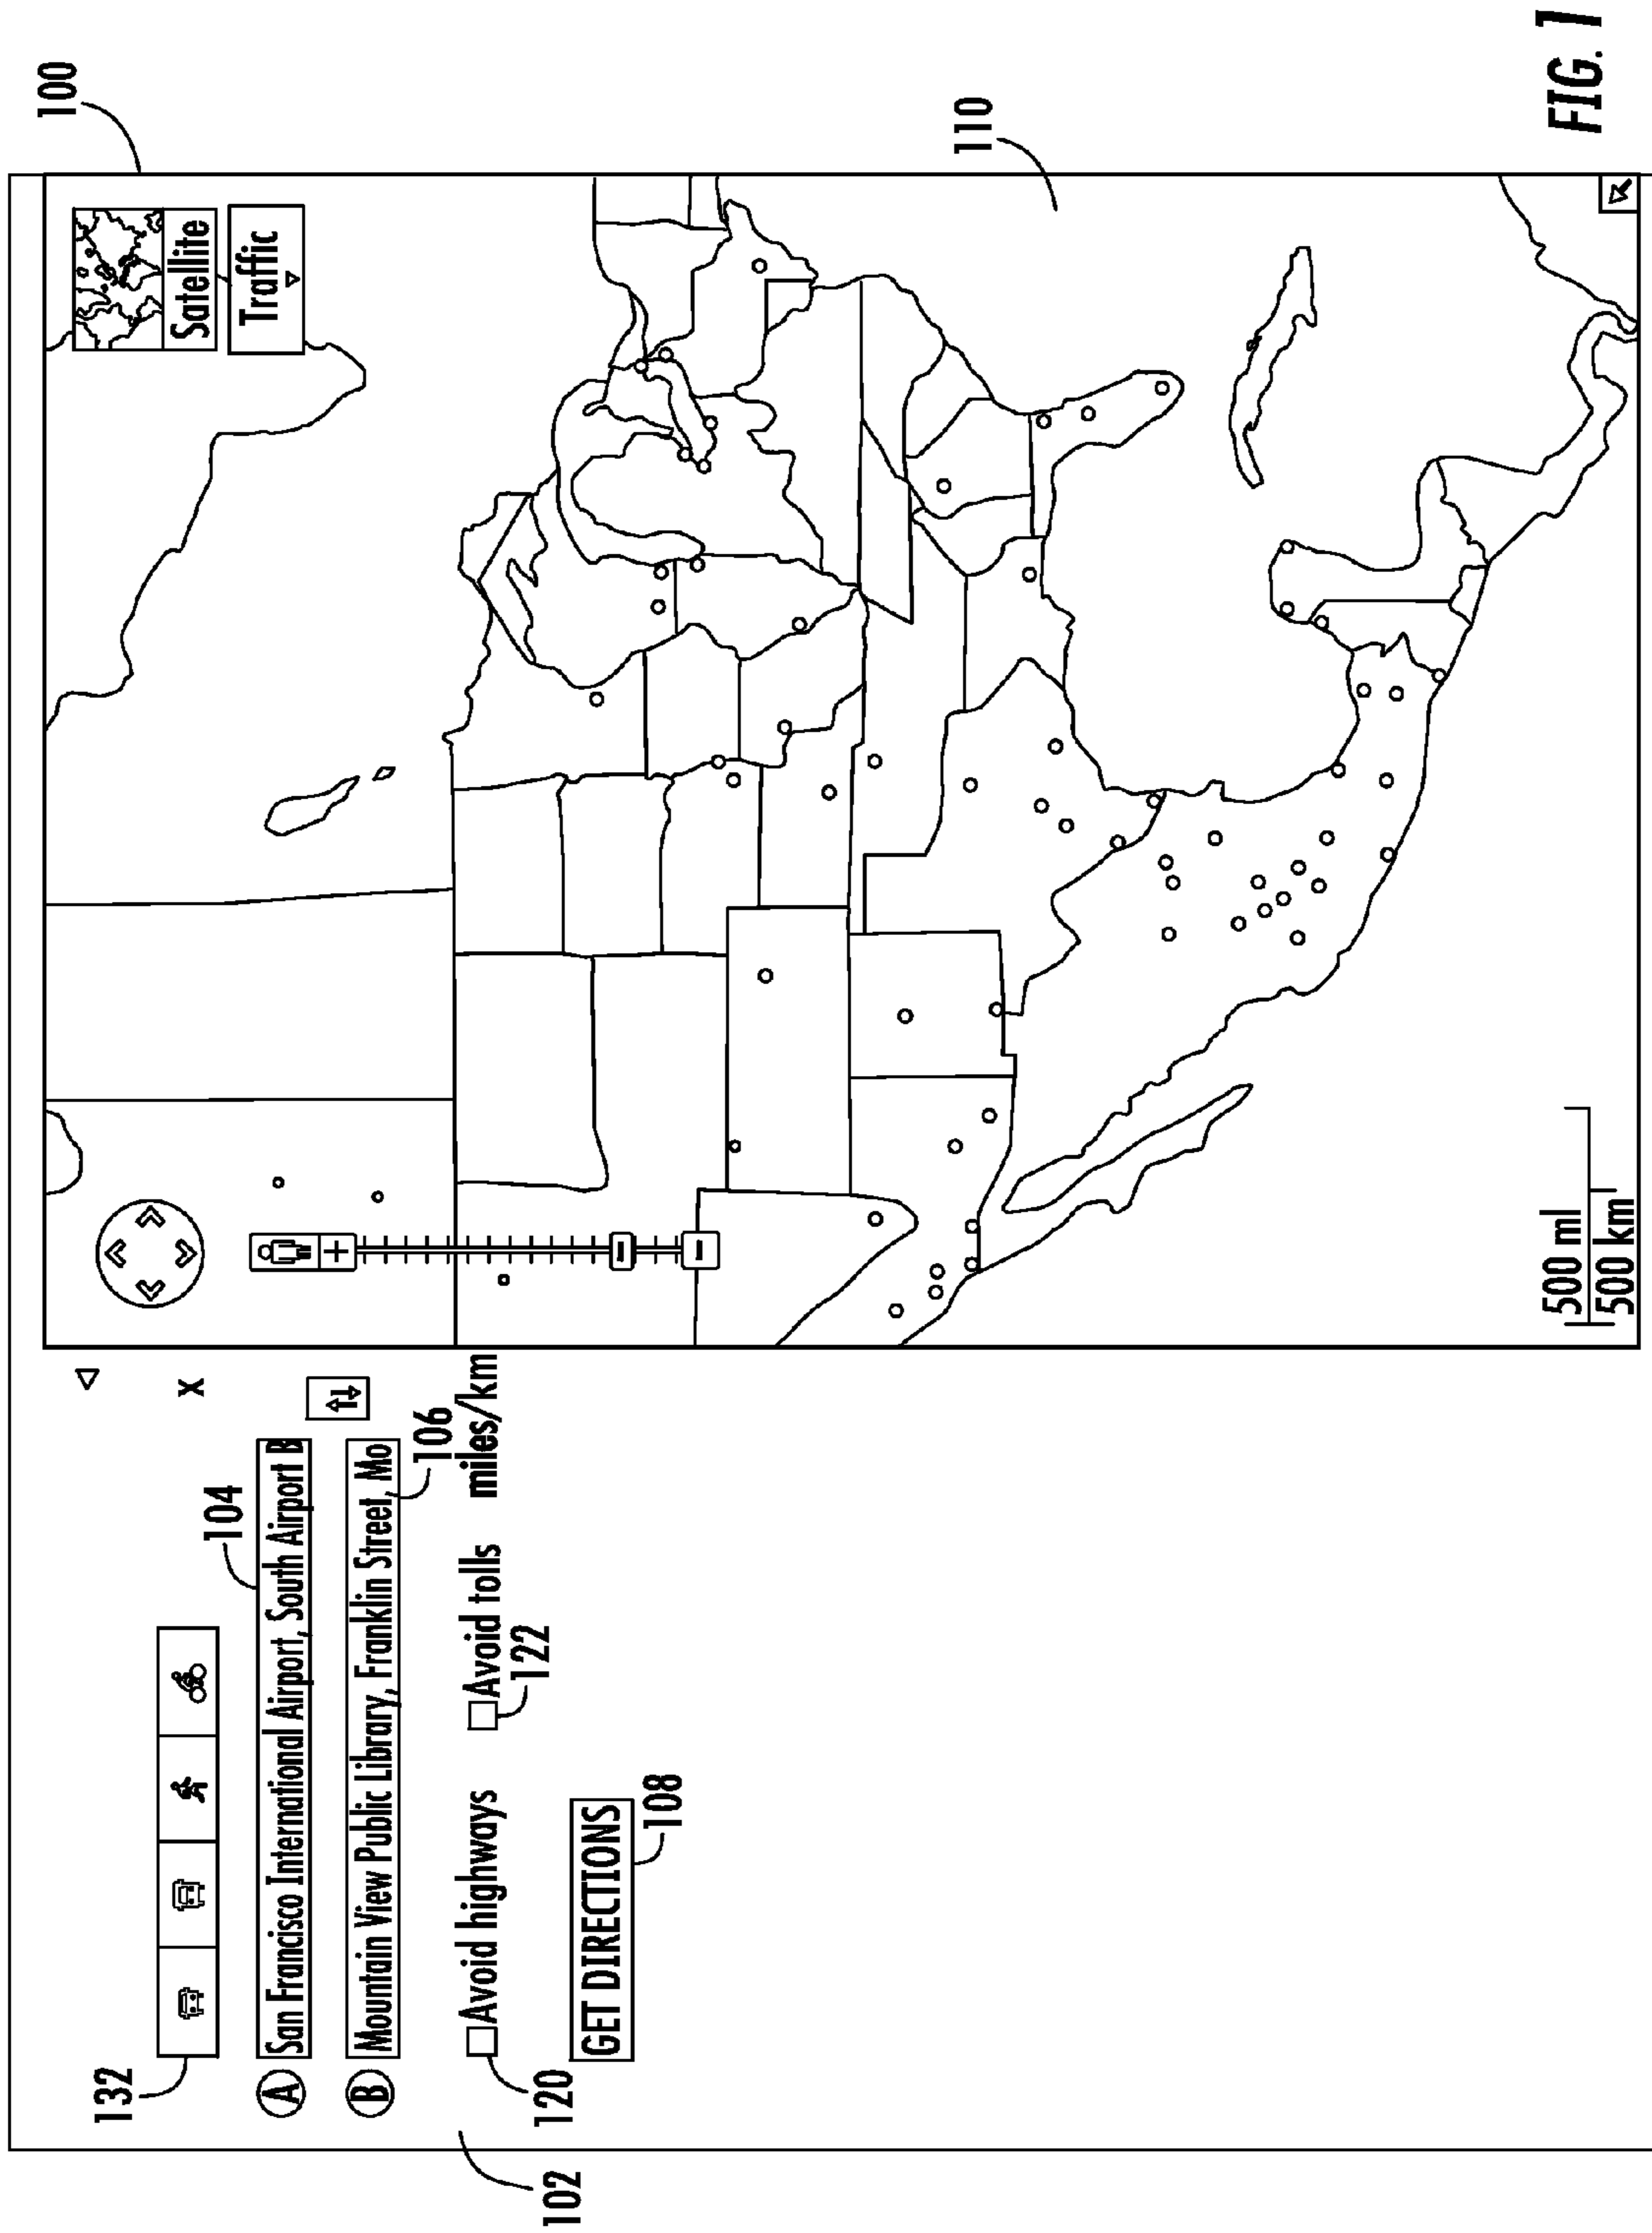 100
132
104
Ⓐ San Francisco International Airport, South Airport B
X
Ⓑ Mountain View Public Library, Franklin Street, Mo
106
Avoid highways Avoid tolls miles/km
120
122
102
GET DIRECTIONS
108
Satellite
Traffic
110
500 ml
500 km
FIG. 1